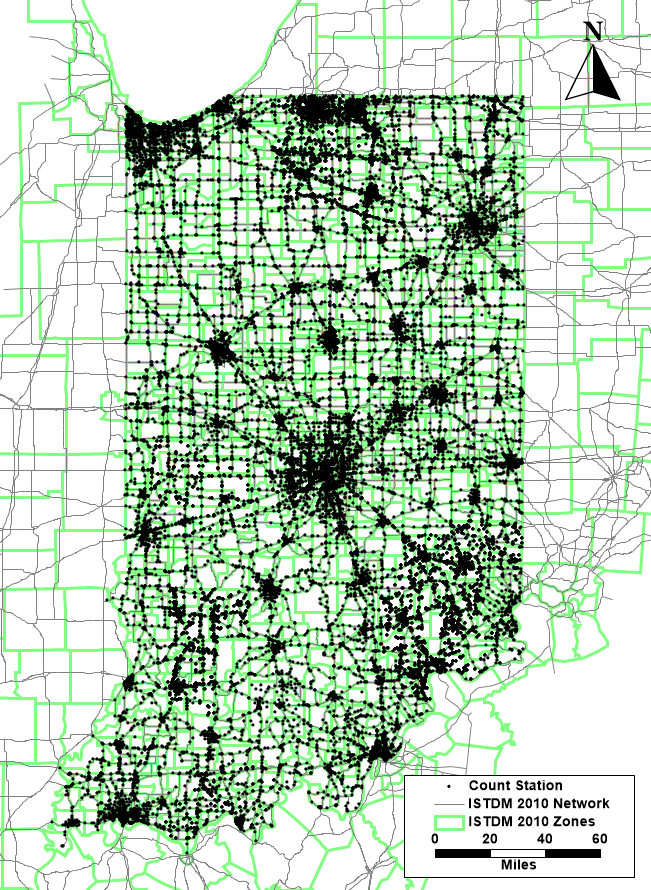 N
Count Station
ISTDM 2010 Network
ISTDM 2010 Zones
0 20 40 60
Miles